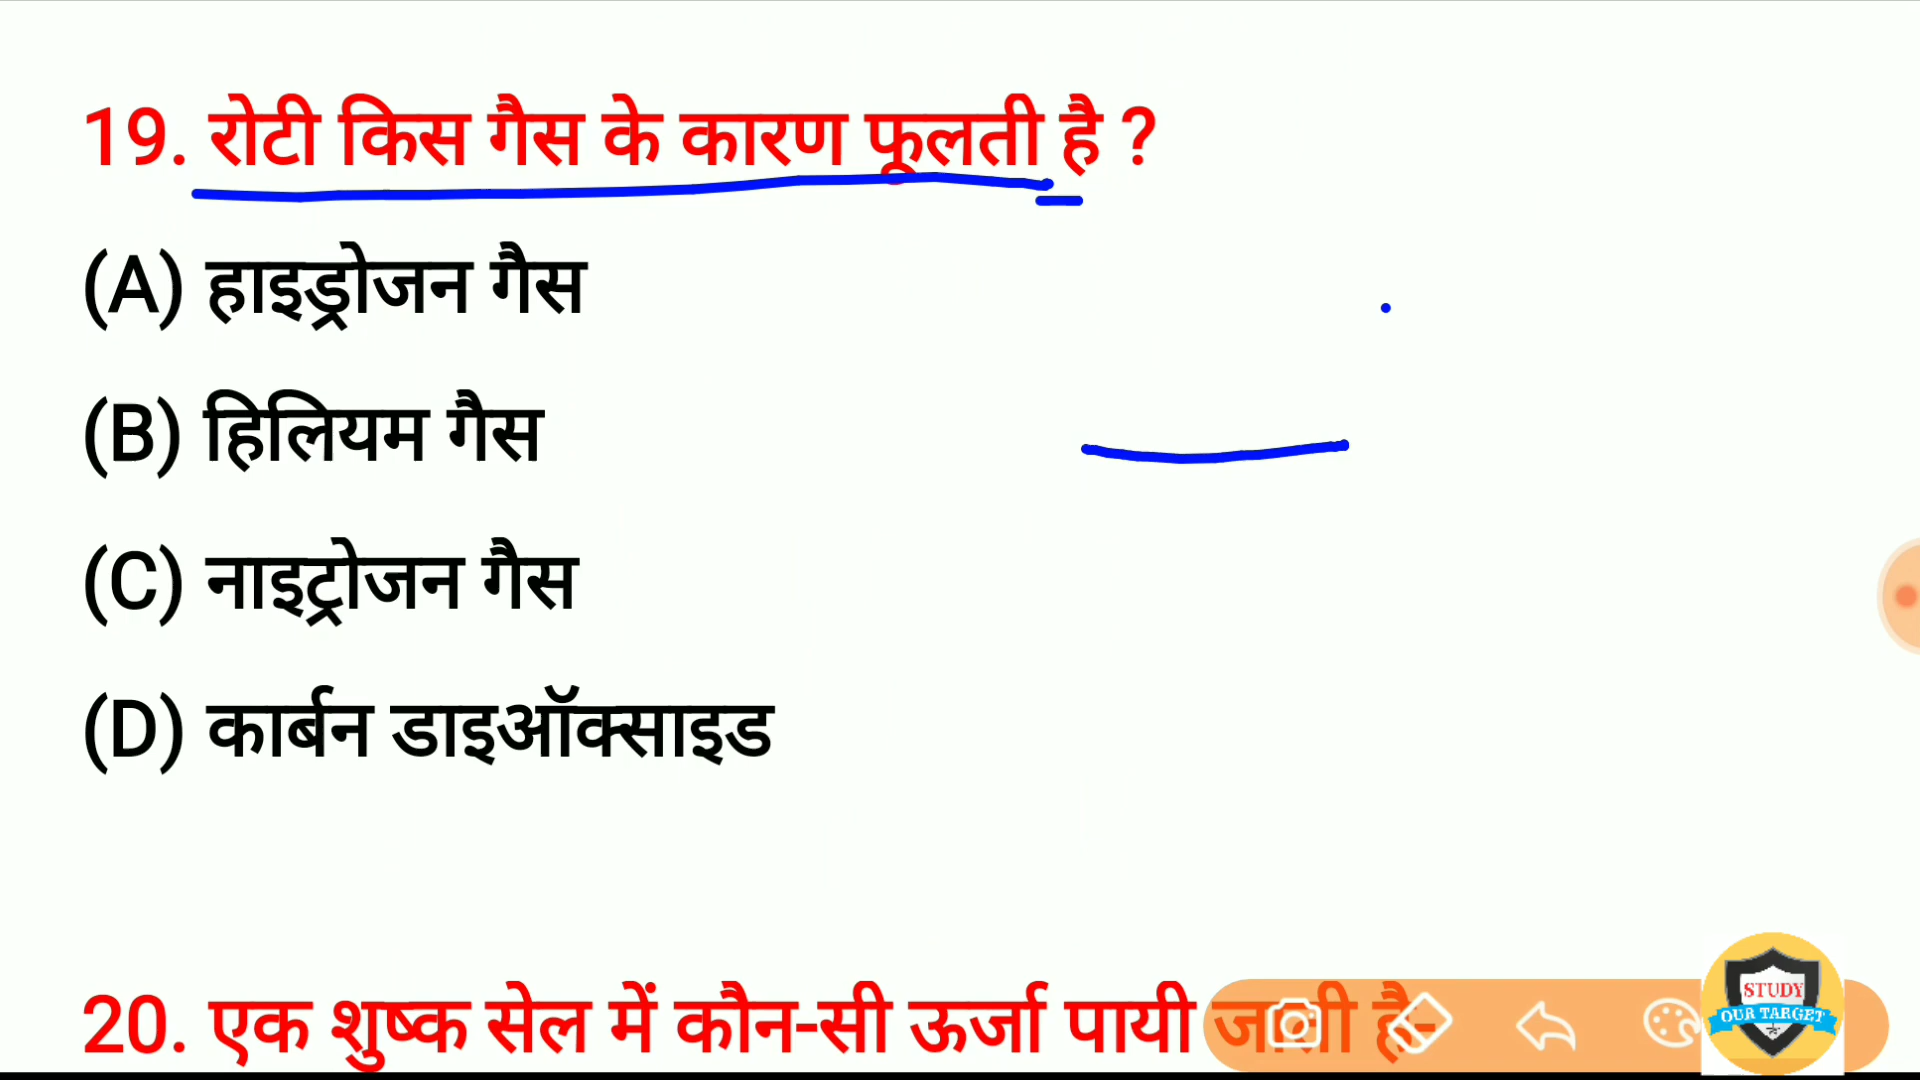 19. रोटी किस गैस के कारण फूलती है ?
(A) हाइड्रोजन गैस
(B) हिलियम गैस
(C) नाइट्रोजन गैस
(D) कार्बन डाइऑक्साइड
20. एक शुष्क सेल में कौन-सी ऊर्जा पायी जाती है-
STUDY
OUR TARGET